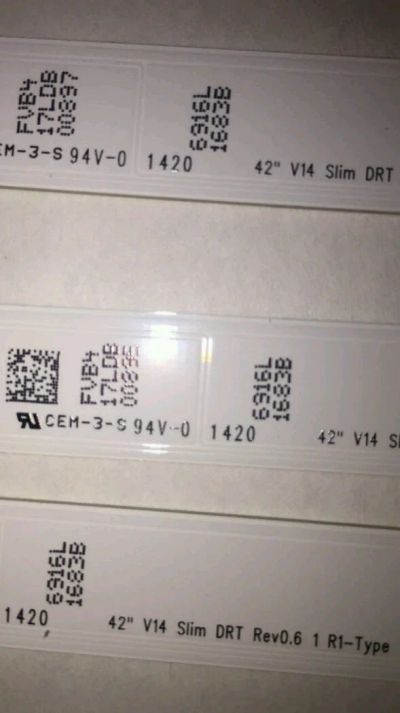 FVB4
17LDB
00897
CEM-3-S 94V-0
1420
6916L
1683B
42" V14 Slim DRT
FVB4
17LDB
CEM-3-S 94V-0
1420
6916L
1683B
42" V14
6916L
1683B
1420
42" V14 Slim DRT Rev0.6 1 R1-Type